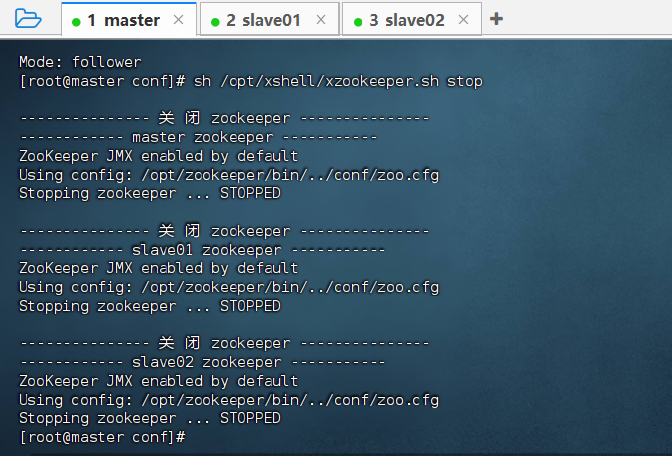 1 master × 2 slave01 × 3 slave02 × +
Mode: follower
[root@master conf]# sh /opt/xshell/xzookeeper.sh stop
--------------- 关 闭 zookeeper ---------------
------------ master zookeeper -----------
ZooKeeper JMX enabled by default
Using config: /opt/zookeeper/bin/../conf/zoo.cfg
Stopping zookeeper ... STOPPED
--------------- 关 闭 zookeeper ---------------
------------ slave01 zookeeper -----------
ZooKeeper JMX enabled by default
Using config: /opt/zookeeper/bin/../conf/zoo.cfg
Stopping zookeeper ... STOPPED
--------------- 关 闭 zookeeper ---------------
------------ slave02 zookeeper -----------
ZooKeeper JMX enabled by default
Using config: /opt/zookeeper/bin/../conf/zoo.cfg
Stopping zookeeper ... STOPPED
[root@master conf]#